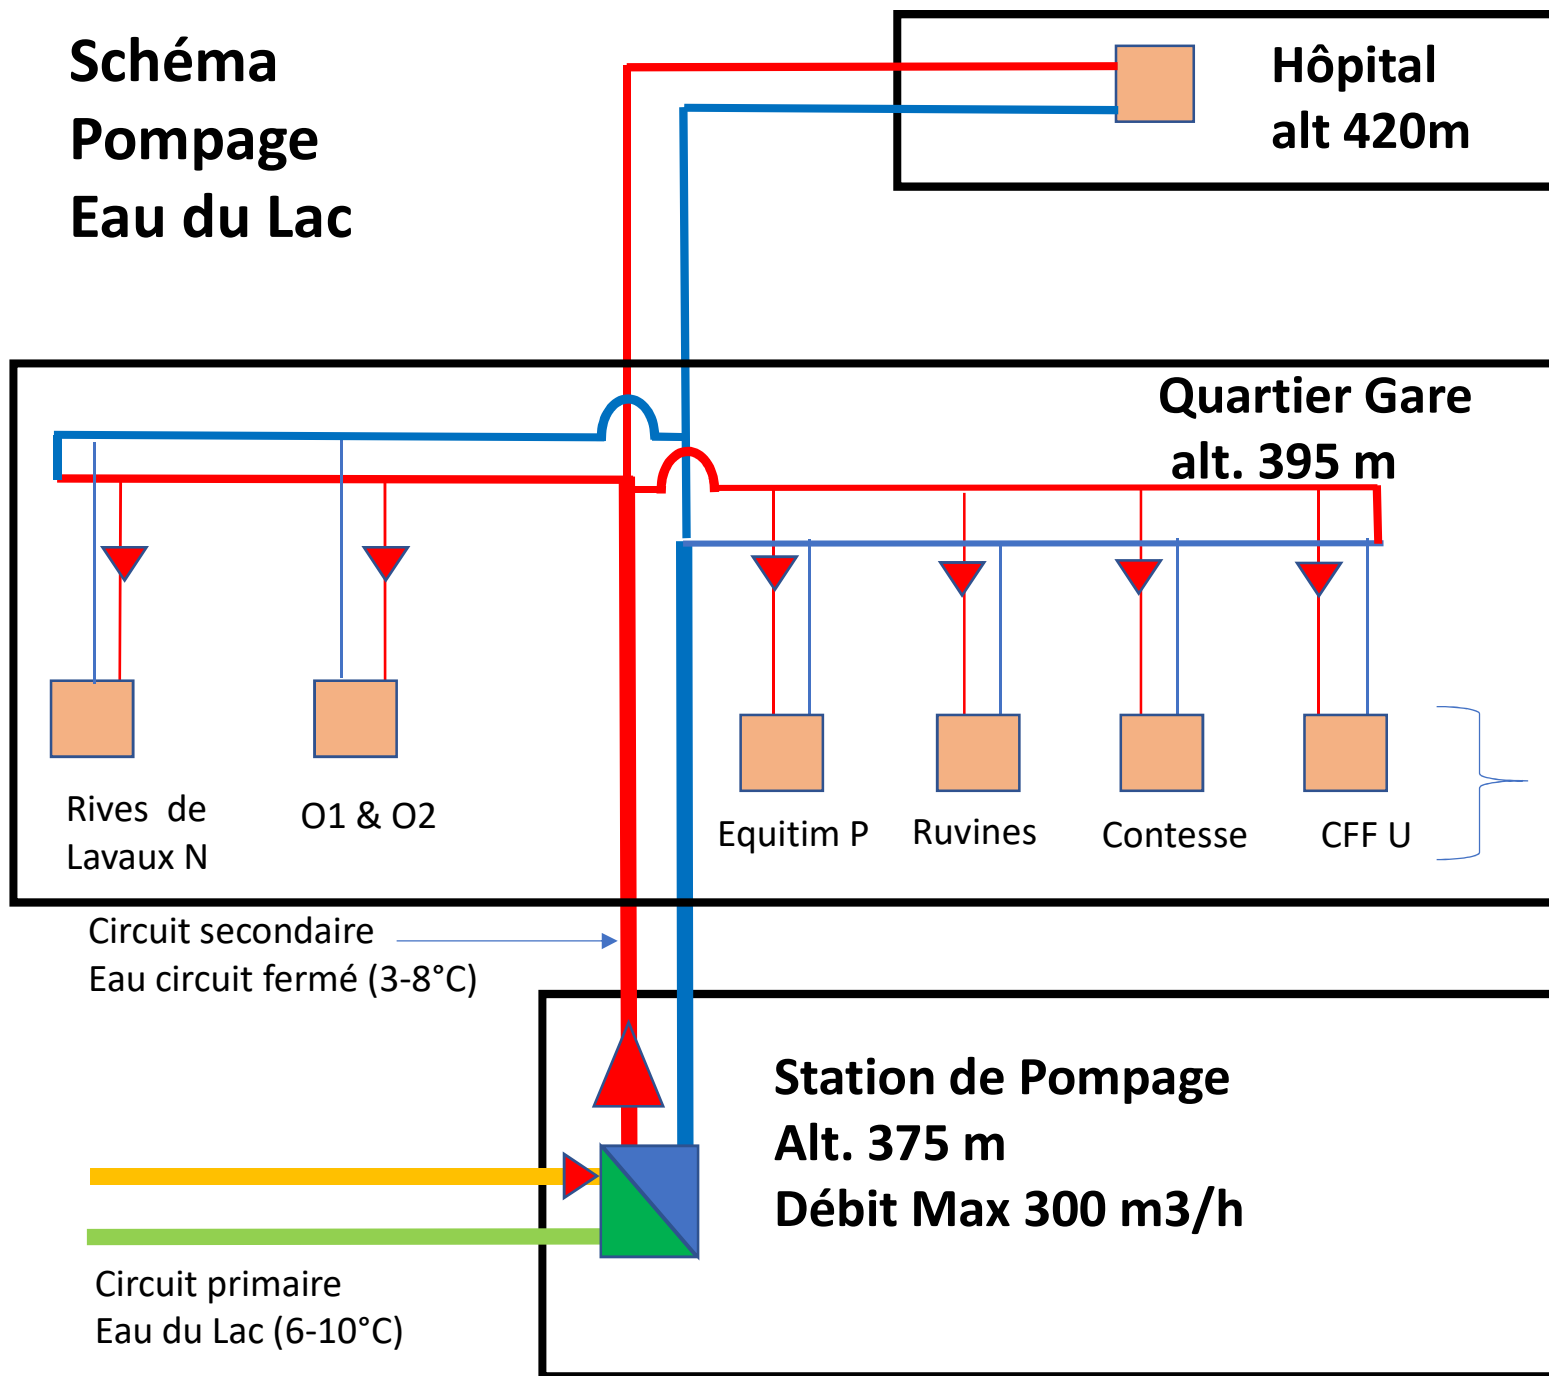 Schéma
Pompage
Eau du Lac
Hôpital
alt 420m
Quartier Gare
alt. 395 m
Rives de
Lavaux N
O1 & O2
Equitim P
Ruvines
Contesse
CFF U
Circuit secondaire
Eau circuit fermé (3-8°C)
Station de Pompage
Alt. 375 m
Débit Max 300 m3/h
Circuit primaire
Eau du Lac (6-10°C)